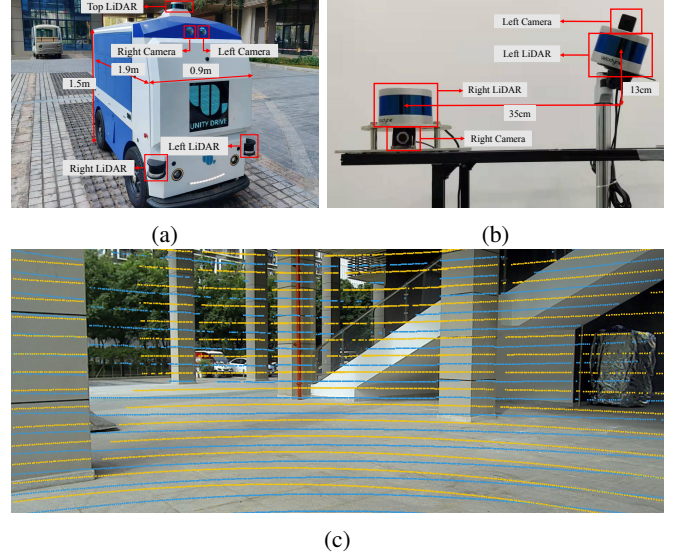 Top LiDAR
Right Camera
Left Camera
1.9m
0.9m
1.5m
UNITY DRIVE
Left LiDAR
Right LiDAR
Left Camera
Left LiDAR
Right LiDAR
13cm
35cm
Right Camera
(a)
(b)
(c)